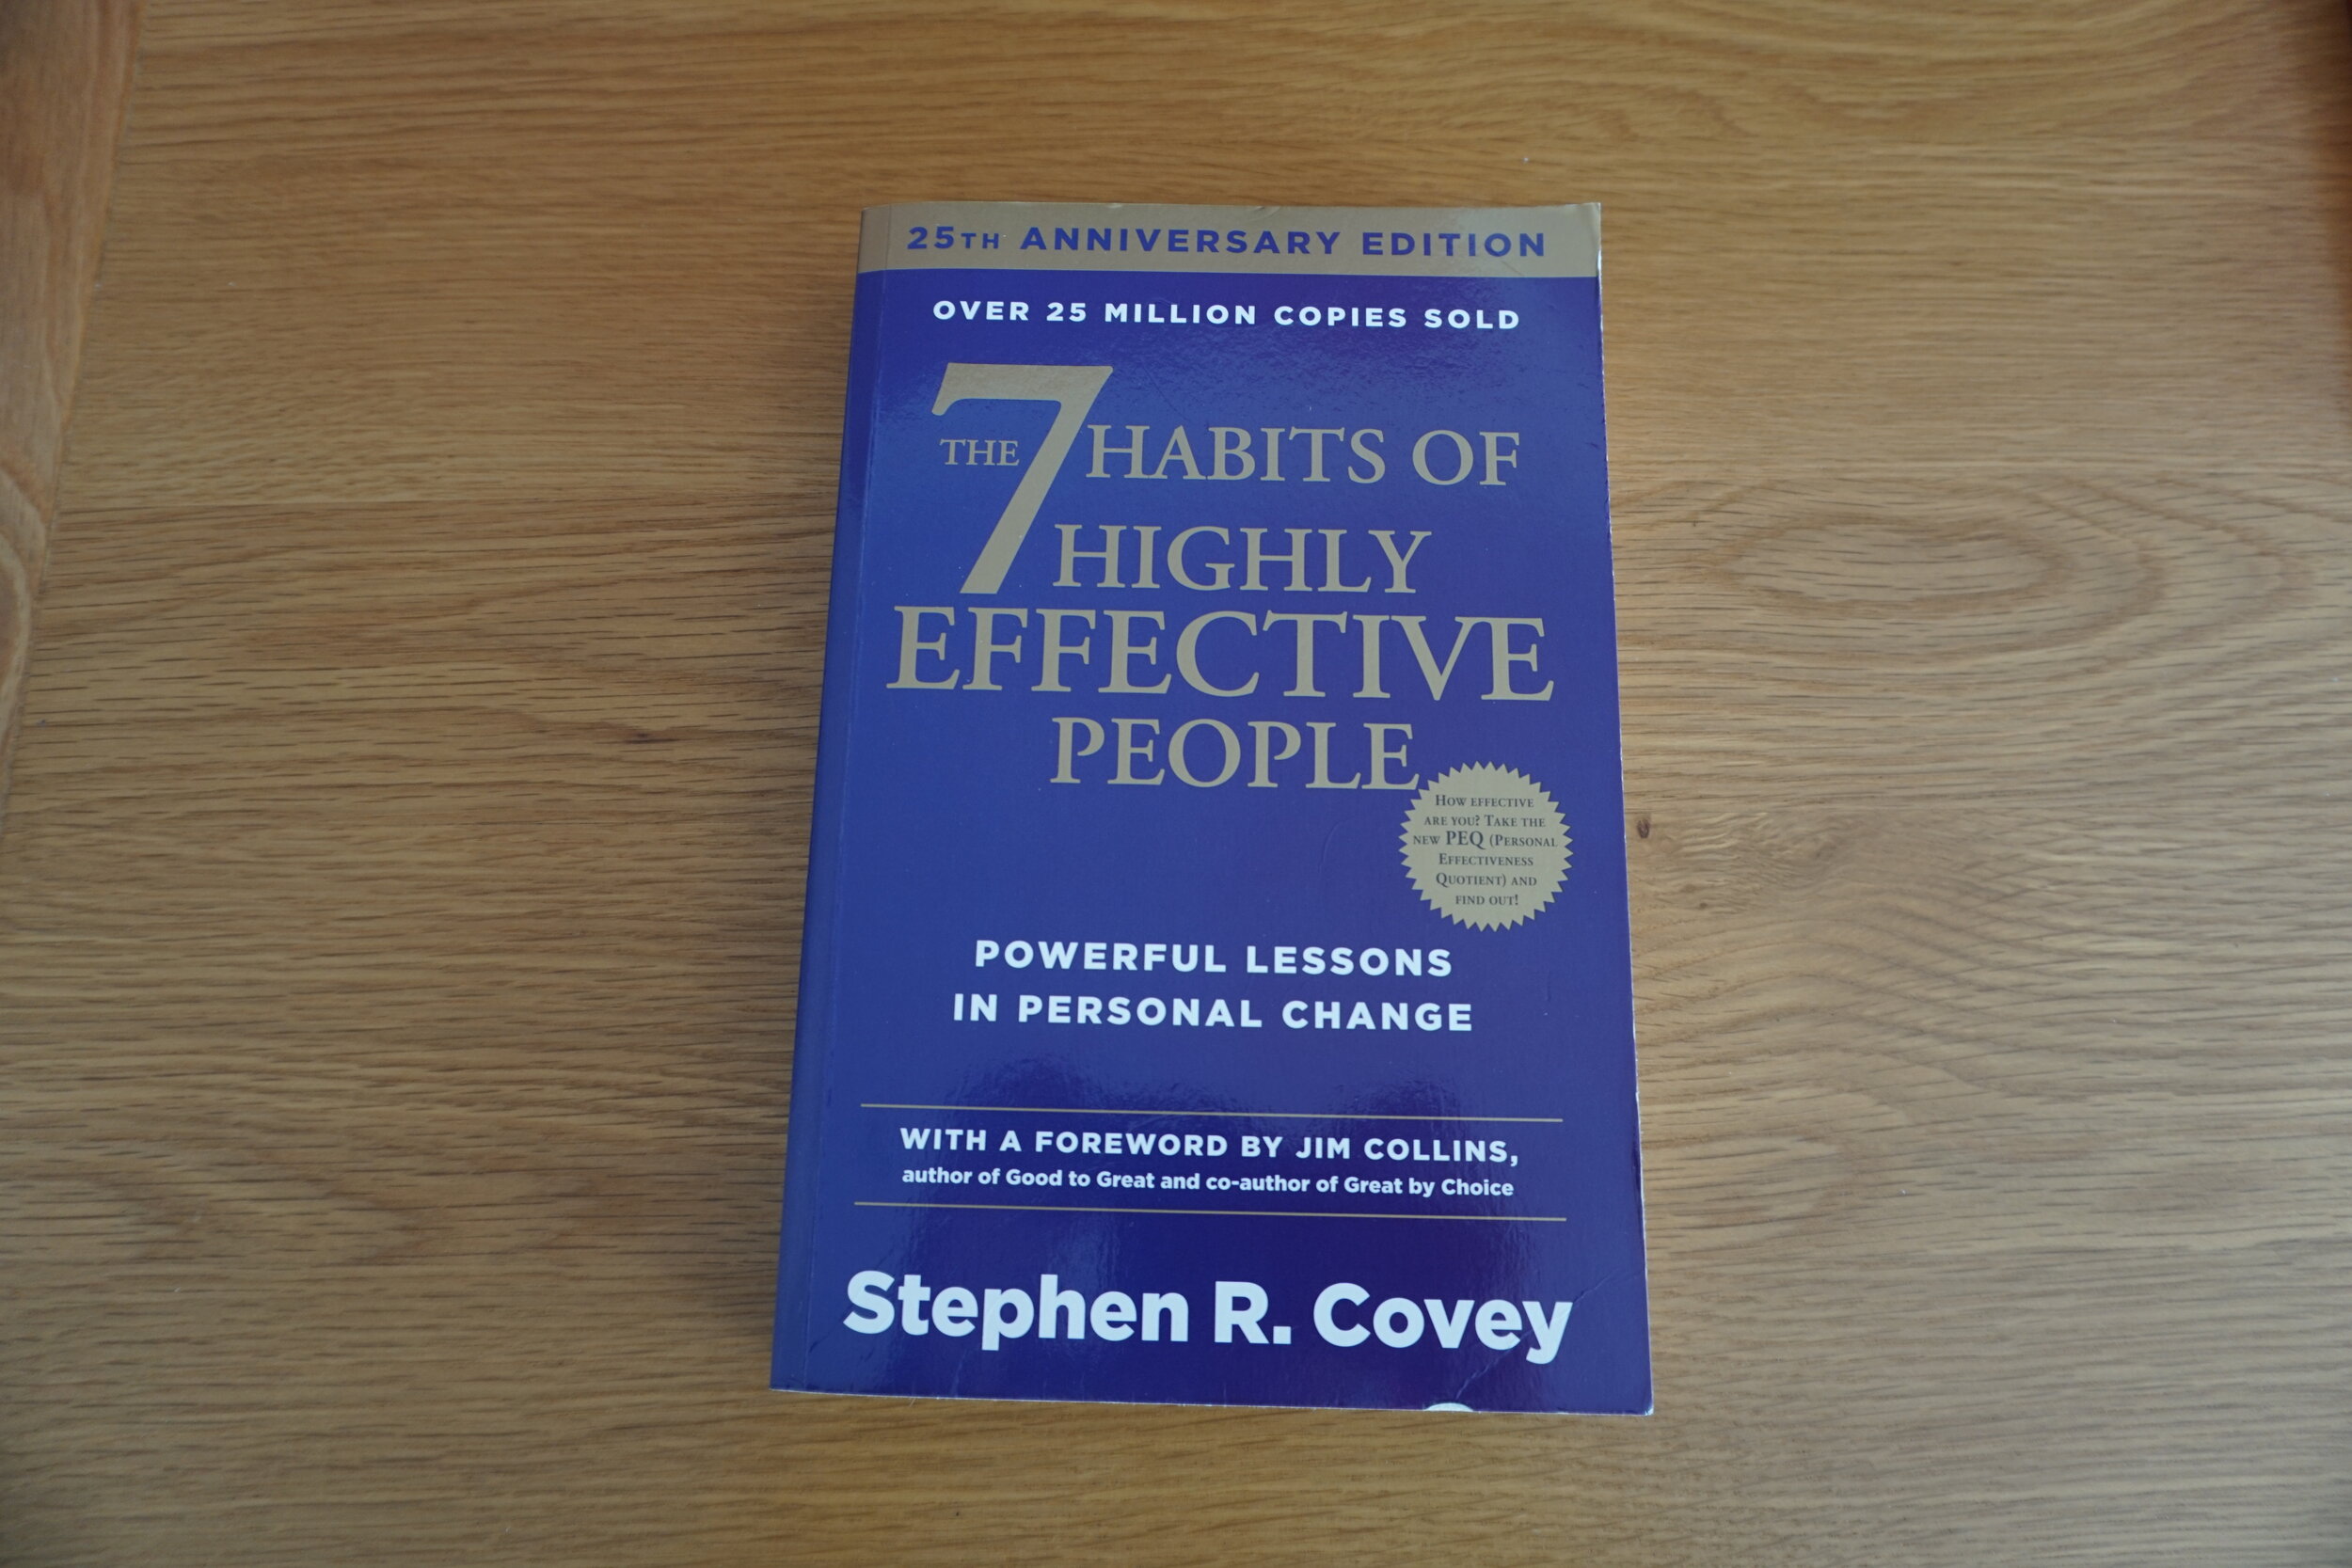 25TH ANNIVERSARY EDITION
OVER 25 MILLION COPIES SOLD
THE 7 HABITS OF
HIGHLY
EFFECTIVE
PEOPLE
HOW EFFECTIVE
ARE YOU? TAKE THE
NEW PEQ (PERSONAL
EFFECTIVENESS
QUOTIENT) AND
FIND OUT!
POWERFUL LESSONS
IN PERSONAL CHANGE
WITH A FOREWORD BY JIM COLLINS,
author of Good to Great and co-author of Great by Choice
Stephen R. Covey